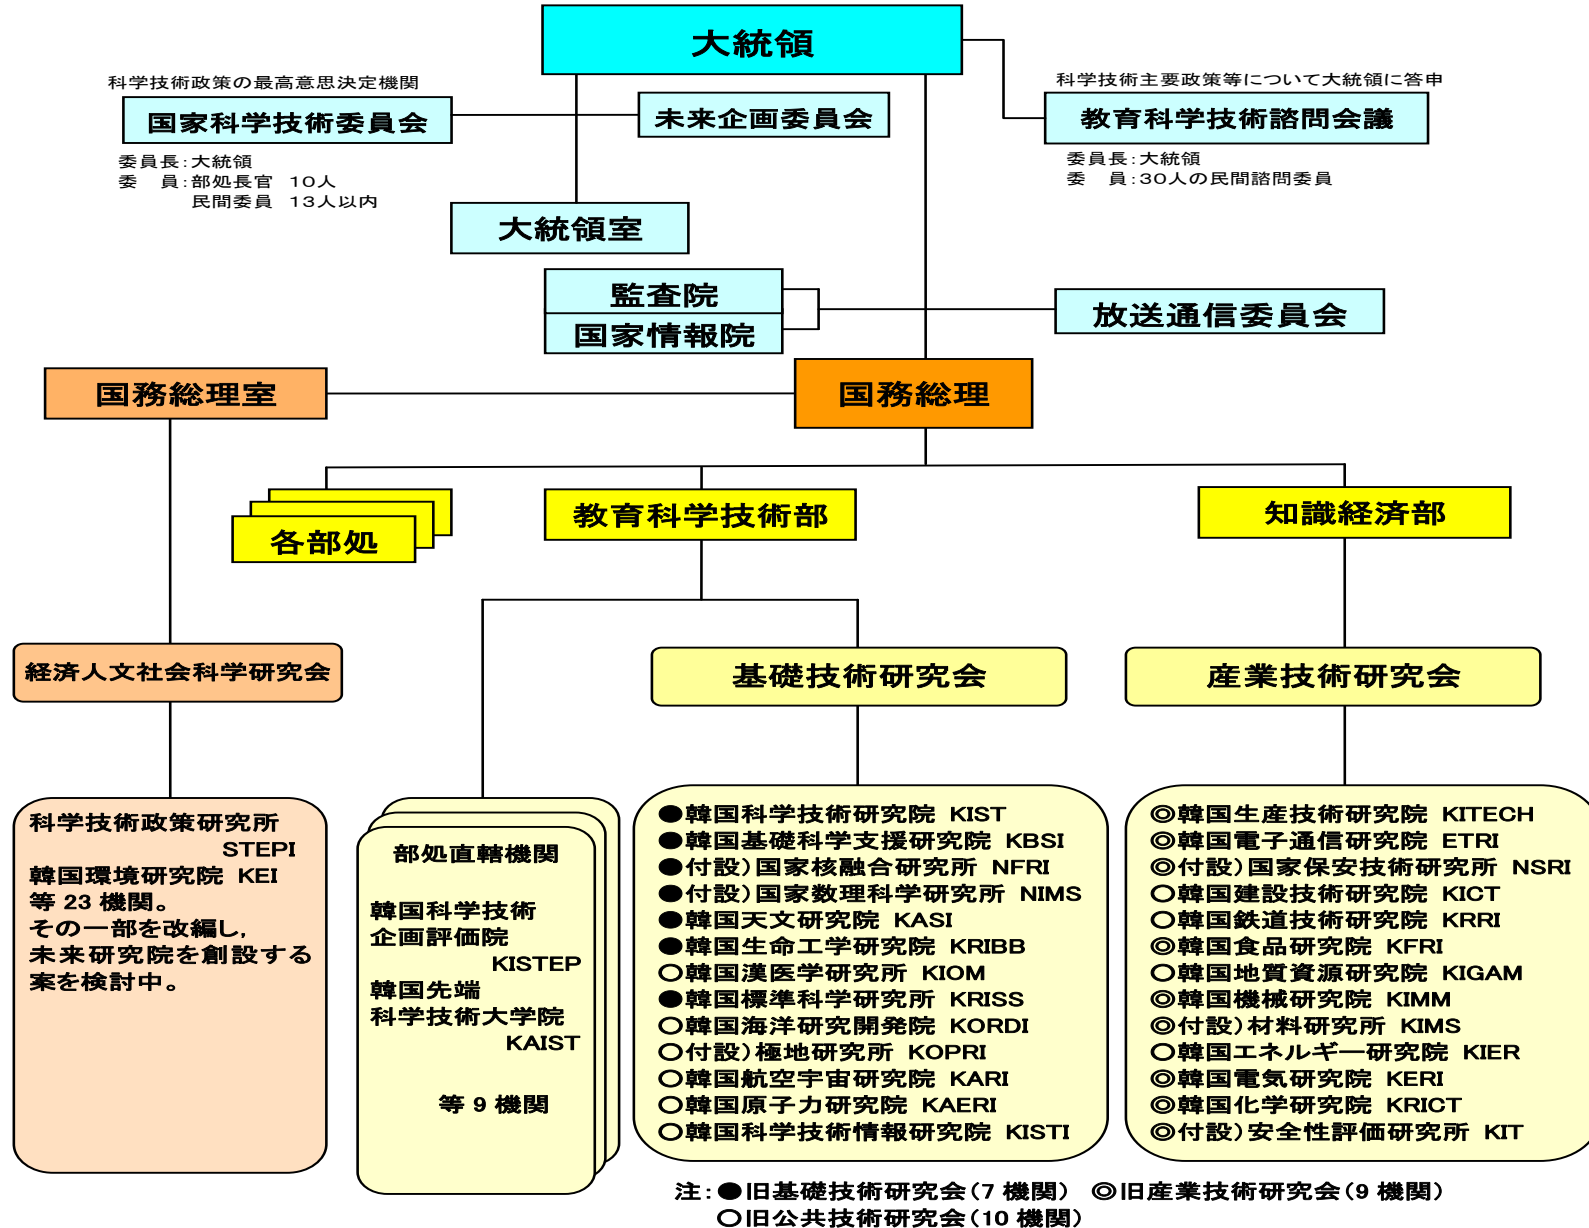 大統領
科学技術政策の最高意思決定機関
国家科学技術委員会
未来企画委員会
科学技術主要政策等について大統領に答申
教育科学技術諮問会議
委員長:大統領
委　員:部処長官　10人
民間委員　13人以内
委員長:大統領
委　員:30人の民間諮問委員
大統領室
監査院
国家情報院
放送通信委員会
国務総理室
国務総理
各部処
教育科学技術部
知識経済部
経済人文社会科学研究会
基礎技術研究会
産業技術研究会
科学技術政策研究所
STEPI
韓国環境研究院 KEI
等 23 機関。
その一部を改編し,
未来研究院を創設する
案を検討中。
部処直轄機関
韓国科学技術
企画評価院
KISTEP
韓国先端
科学技術大学院
KAIST
等 9 機関
●韓国科学技術研究院 KIST
●韓国基礎科学支援研究院 KBSI
●付設)国家核融合研究所 NFRI
●付設)国家数理科学研究所 NIMS
●韓国天文研究院 KASI
●韓国生命工学研究院 KRIBB
○韓国漢医学研究所 KIOM
●韓国標準科学研究所 KRISS
○韓国海洋研究開発院 KORDI
○付設)極地研究所 KOPRI
○韓国航空宇宙研究院 KARI
○韓国原子力研究院 KAERI
○韓国科学技術情報研究院 KISTI
◎韓国生産技術研究院 KITECH
◎韓国電子通信研究院 ETRI
◎付設)国家保安技術研究所 NSRI
○韓国建設技術研究院 KICT
○韓国鉄道技術研究院 KRRI
◎韓国食品研究院 KFRI
○韓国地質資源研究院 KIGAM
◎韓国機械研究院 KIMM
◎付設)材料研究所 KIMS
○韓国エネルギー研究院 KIER
◎韓国電気研究院 KERI
◎韓国化学研究院 KRICT
◎付設)安全性評価研究所 KIT
注:●旧基礎技術研究会(7 機関) ◎旧産業技術研究会(9 機関)
○旧公共技術研究会(10 機関)